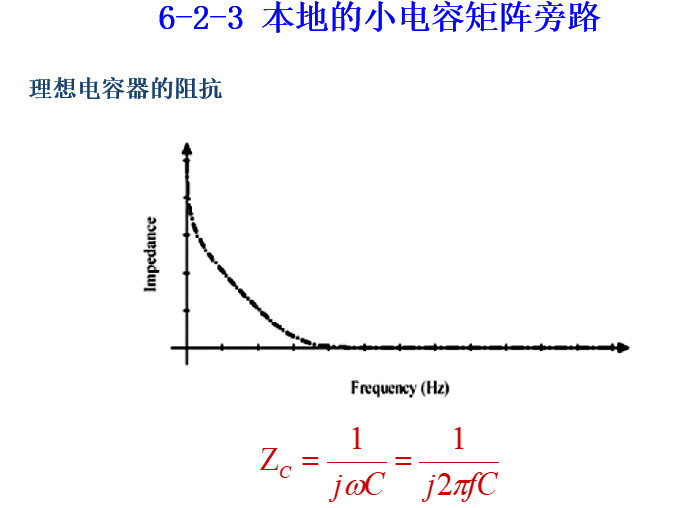 6-2-3 本地的小电容矩阵旁路
理想电容器的阻抗
Impedance
Frequency (Hz)
Z_C = 1/(jωC) = 1/(j2πfC)